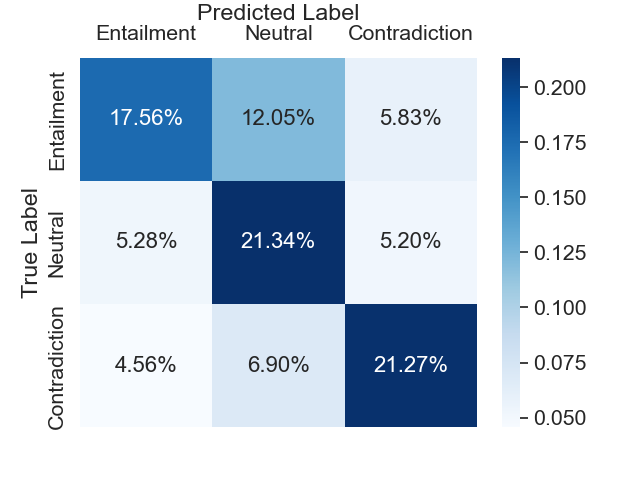 Predicted Label
Entailment Neutral Contradiction
True Label
Entailment 17.56% 12.05% 5.83%
Neutral 5.28% 21.34% 5.20%
Contradiction 4.56% 6.90% 21.27%
0.200
0.175
0.150
0.125
0.100
0.075
0.050